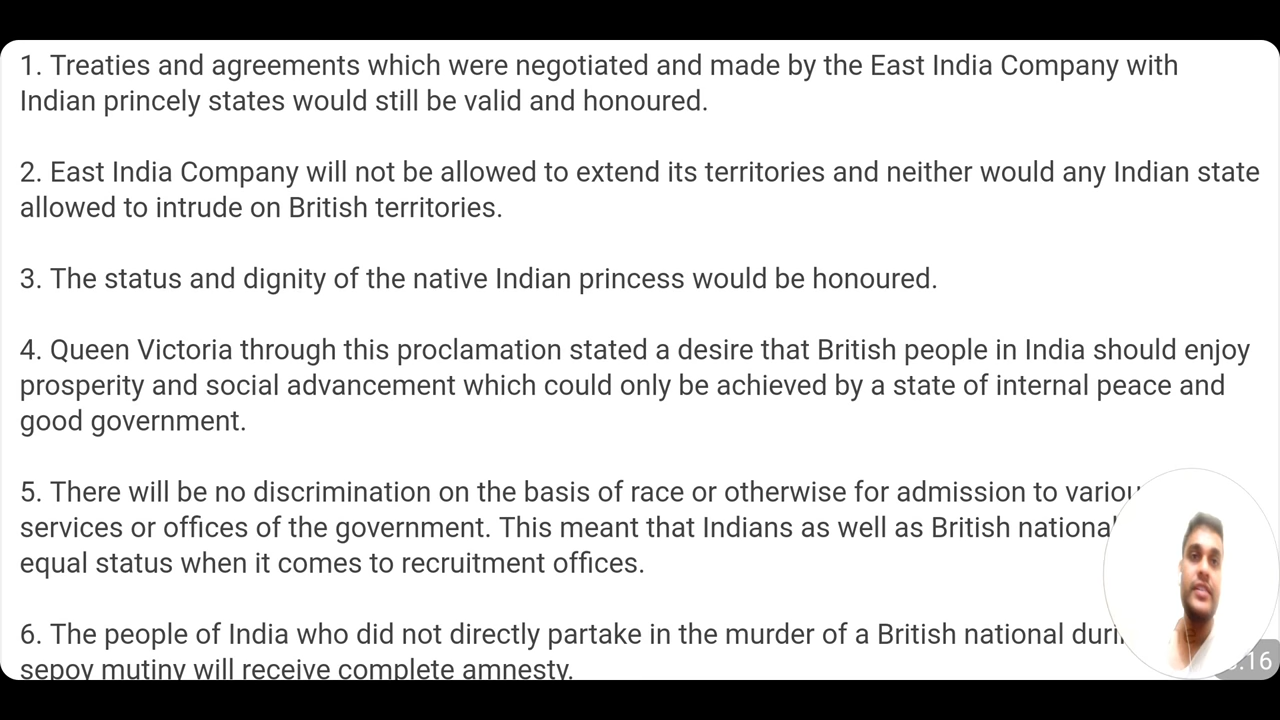 1. Treaties and agreements which were negotiated and made by the East India Company with
Indian princely states would still be valid and honoured.
2. East India Company will not be allowed to extend its territories and neither would any Indian state
allowed to intrude on British territories.
3. The status and dignity of the native Indian princess would be honoured.
4. Queen Victoria through this proclamation stated a desire that British people in India should enjoy
prosperity and social advancement which could only be achieved by a state of internal peace and
good government.
5. There will be no discrimination on the basis of race or otherwise for admission to
services or offices of the government. This meant that Indians as well as British
equal status when it comes to recruitment offices.
6. The people of India who did not directly partake in the murder of a British national
sepoy mutiny will receive complete amnesty.